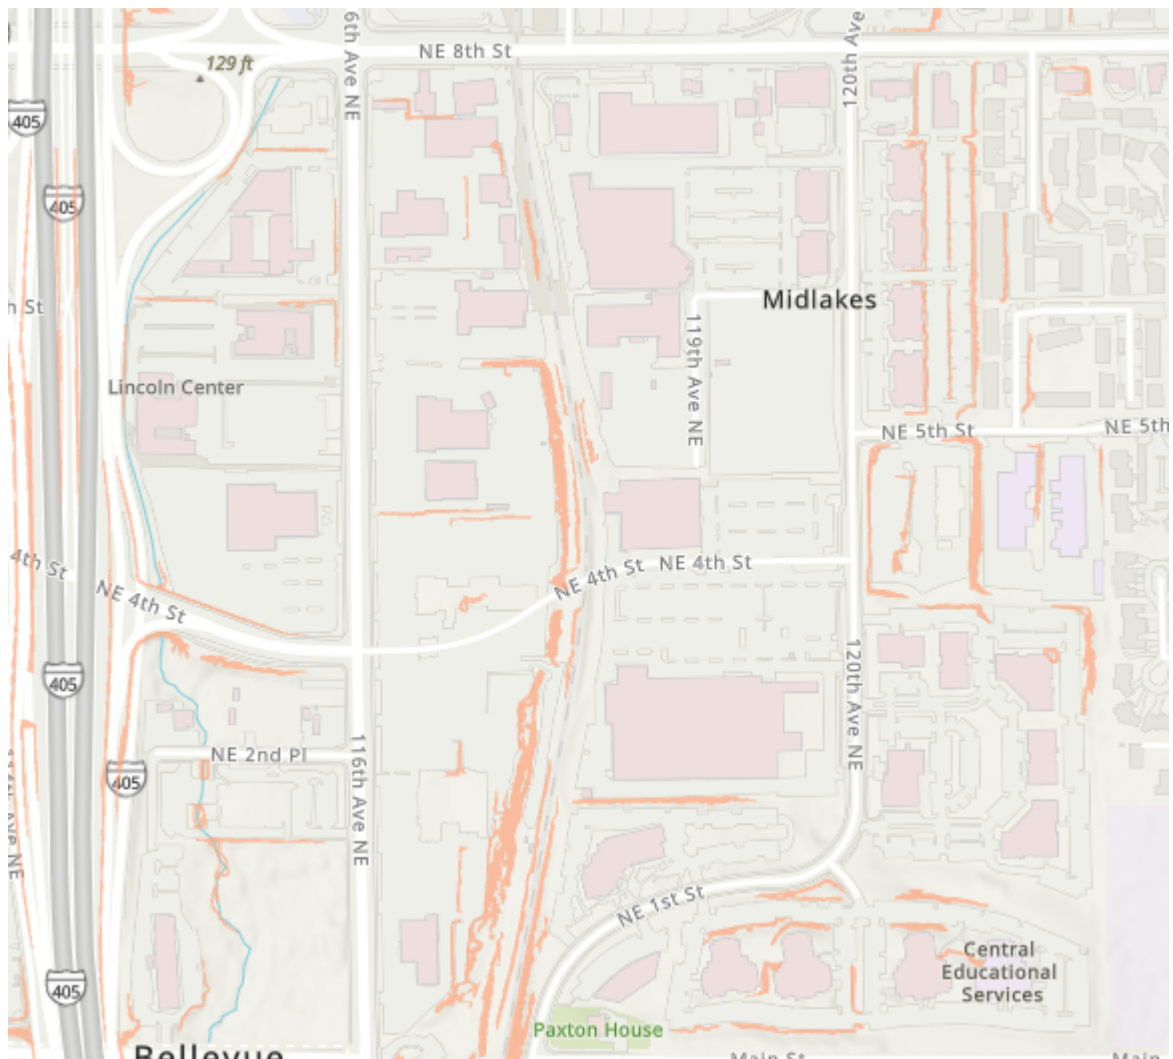 NE 8th St
129 ft
6th Ave NE
120th Ave
405
405
n St
Midlakes
119th Ave NE
Lincoln Center
NE 5th St
NE 5th
4th St
NE 4th St
NE 4th St
NE 4th St
405
120th Ave NE
NE 2nd Pl
405
116th Ave NE
NE 1st St
Central
Educational
Services
405
Paxton House
Bellevue
Main St
Main